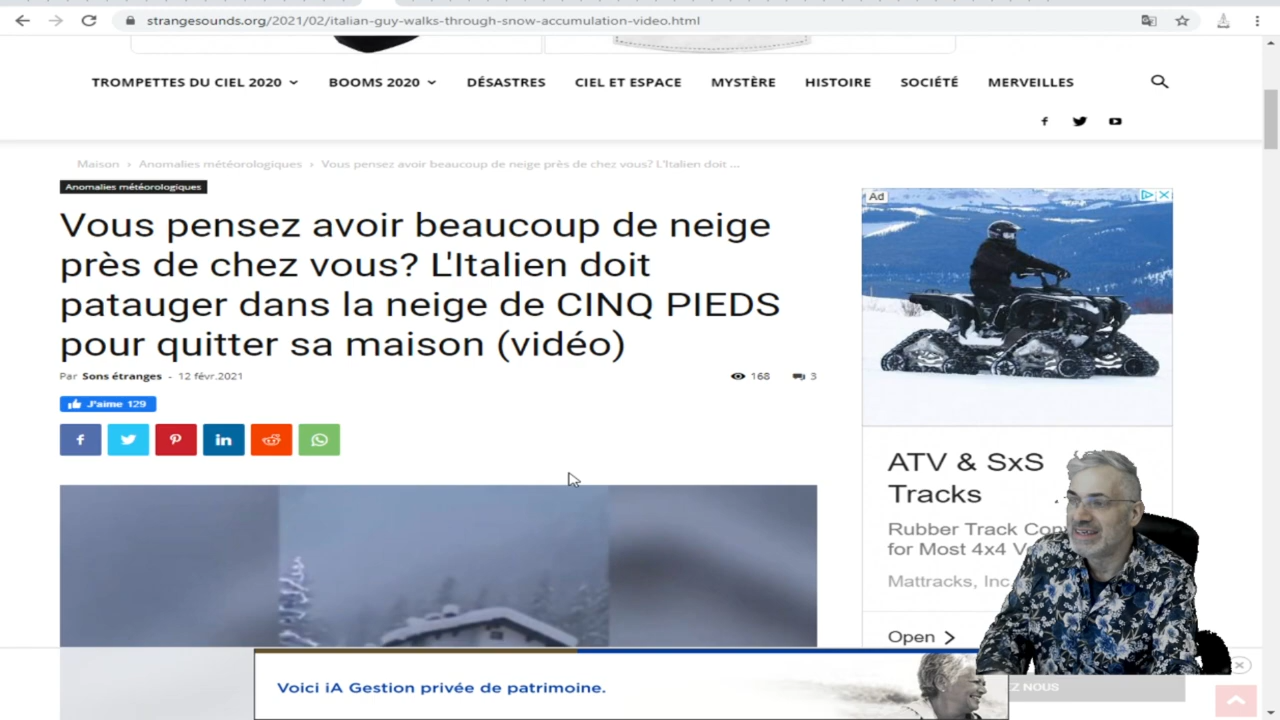 strangesounds.org/2021/02/italian-guy-walks-through-snow-accumulation-video.html
TROMPETTES DU CIEL 2020 BOOMS 2020 DÉSASTRES CIEL ET ESPACE MYSTÈRE HISTOIRE SOCIÉTÉ MERVEILLES
Maison › Anomalies météorologiques › Vous pensez avoir beaucoup de neige près de chez vous? L'Italien doit ...
Anomalies météorologiques
Vous pensez avoir beaucoup de neige
près de chez vous? L'Italien doit
patauger dans la neige de CINQ PIEDS
pour quitter sa maison (vidéo)
Par Sons étranges - 12 févr.2021
168 3
J'aime 129
Ad
ATV & SxS
Tracks
Rubber Track
for Most 4x4
Mattracks, Inc.
Open
Voici iA Gestion privée de patrimoine.
NOUS